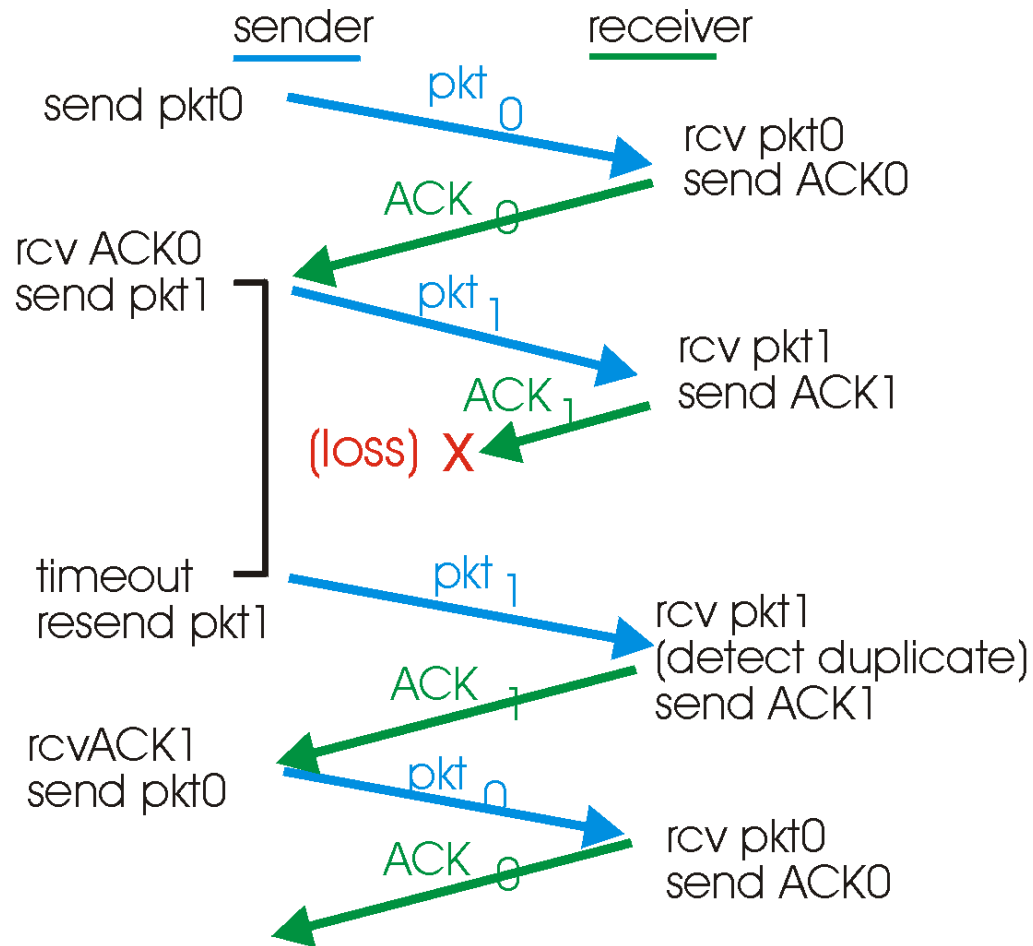 sender
receiver
send pkt0
pkt 0
rcv pkt0
send ACK0
ACK 0
rcv ACK0
send pkt1
pkt 1
rcv pkt1
send ACK1
ACK 1
(loss) X
timeout
resend pkt1
pkt 1
rcv pkt1
(detect duplicate)
send ACK1
ACK 1
rcvACK1
send pkt0
pkt 0
rcv pkt0
send ACK0
ACK 0